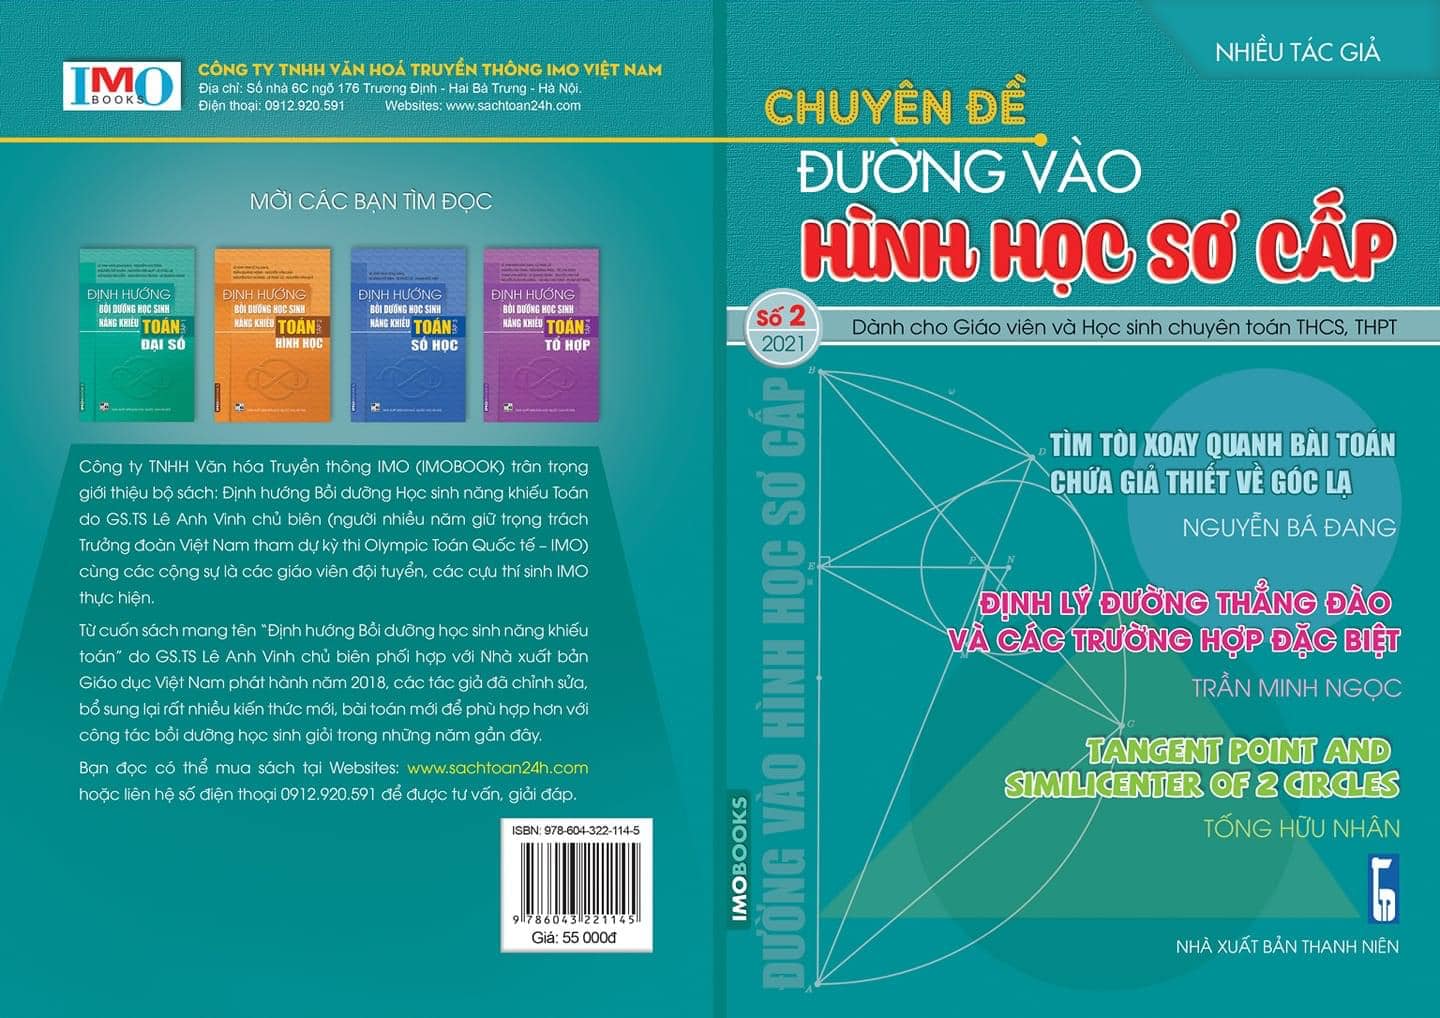 IMO
BOOKS
CÔNG TY TNHH VĂN HOÁ TRUYỀN THÔNG IMO VIỆT NAM
Địa chỉ: Số nhà 6C ngõ 176 Trương Định - Hai Bà Trưng - Hà Nội.
Điện thoại: 0912.920.591 Websites: www.sachtoan24h.com
MỜI CÁC BẠN TÌM ĐỌC
ĐỊNH HƯỚNG
BỒI DƯỠNG HỌC SINH
NĂNG KHIẾU TOÁN
ĐẠI SỐ
ĐỊNH HƯỚNG
BỒI DƯỠNG HỌC SINH
NĂNG KHIẾU TOÁN
HÌNH HỌC
ĐỊNH HƯỚNG
BỒI DƯỠNG HỌC SINH
NĂNG KHIẾU TOÁN
SỐ HỌC
ĐỊNH HƯỚNG
BỒI DƯỠNG HỌC SINH
NĂNG KHIẾU TOÁN
TỔ HỢP
Công ty TNHH Văn hóa Truyền thông IMO (IMOBOOK) trân trọng
giới thiệu bộ sách: Định hướng Bồi dưỡng Học sinh năng khiếu Toán
do GS.TS Lê Anh Vinh chủ biên (người nhiều năm giữ trọng trách
Trưởng đoàn Việt Nam tham dự kỳ thi Olympic Toán Quốc tế – IMO)
cùng các cộng sự là các giáo viên đội tuyển, các cựu thí sinh IMO
thực hiện.
Từ cuốn sách mang tên “Định hướng Bồi dưỡng học sinh năng khiếu
toán” do GS.TS Lê Anh Vinh chủ biên phối hợp với Nhà xuất bản
Giáo dục Việt Nam phát hành năm 2018, các tác giả đã chỉnh sửa,
bổ sung lại rất nhiều kiến thức mới, bài toán mới để phù hợp hơn với
công tác bồi dưỡng học sinh giỏi trong những năm gần đây.
Bạn đọc có thể mua sách tại Websites: www.sachtoan24h.com
hoặc liên hệ số điện thoại 0912.920.591 để được tư vấn, giải đáp.
ISBN: 978-604-322-114-5
9 786043 221145
Giá: 55 000đ
IMOBOOKS
NHIỀU TÁC GIẢ
CHUYÊN ĐỀ
ĐƯỜNG VÀO
HÌNH HỌC SƠ CẤP
Số 2
2021
Dành cho Giáo viên và Học sinh chuyên toán THCS, THPT
ĐƯỜNG VÀO HÌNH HỌC SƠ CẤP
B
ω
D
E
P
N
M
C
A
TÌM TÒI XOAY QUANH BÀI TOÁN
CHỨA GIẢ THIẾT VỀ GÓC LẠ
NGUYỄN BÁ ĐANG
ĐỊNH LÝ ĐƯỜNG THẲNG ĐÀO
VÀ CÁC TRƯỜNG HỢP ĐẶC BIỆT
TRẦN MINH NGỌC
TANGENT POINT AND
SIMILICENTER OF 2 CIRCLES
TỐNG HỮU NHÂN
NHÀ XUẤT BẢN THANH NIÊN